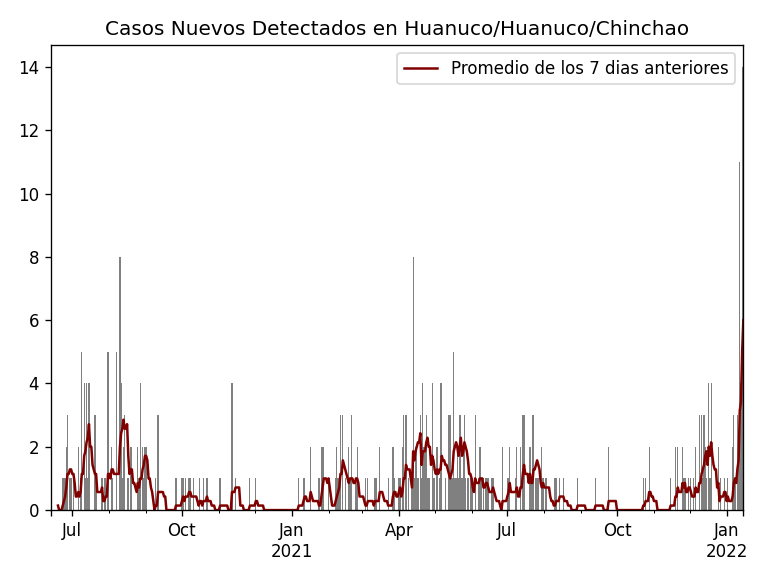 Casos Nuevos Detectados en Huanuco/Huanuco/Chinchao
Promedio de los 7 dias anteriores
14
12
10
8
6
4
2
0
Jul
Oct
Jan
2021
Apr
Jul
Oct
Jan
2022